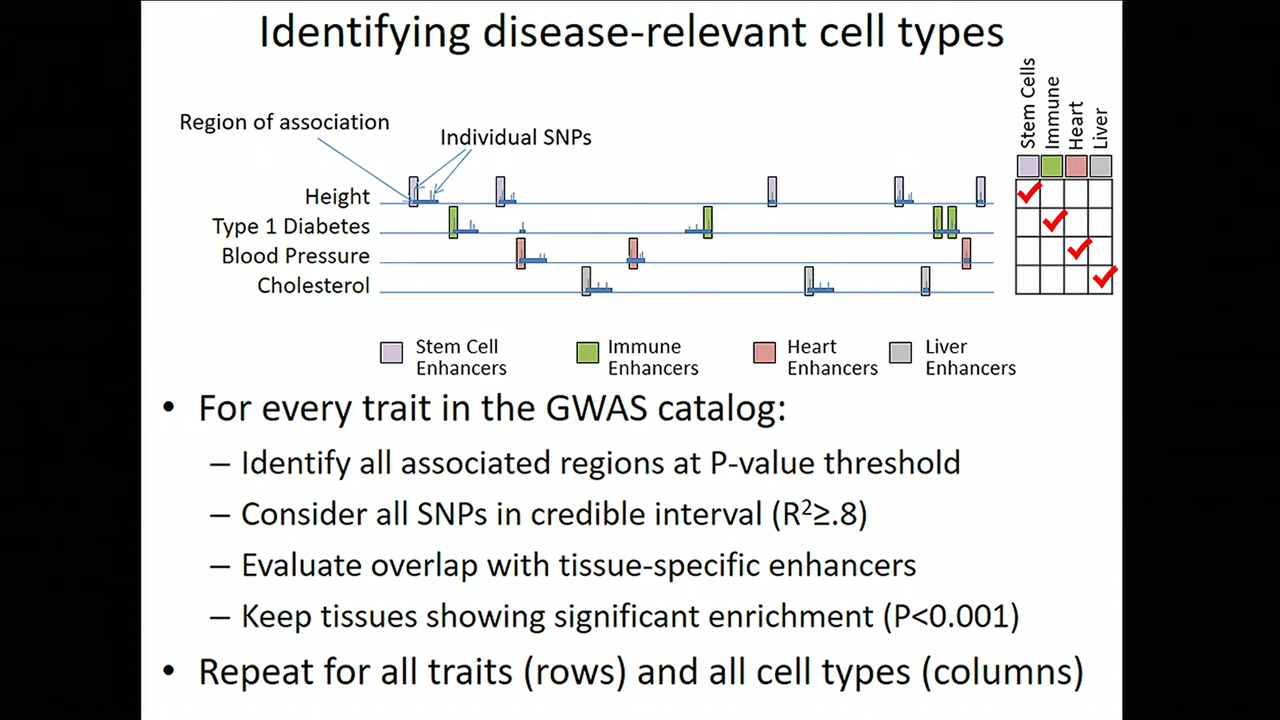 Identifying disease-relevant cell types
Stem Cells
Immune
Heart
Liver
Region of association
Individual SNPs
Height
Type 1 Diabetes
Blood Pressure
Cholesterol
Stem Cell
Enhancers
Immune
Enhancers
Heart
Enhancers
Liver
Enhancers
• For every trait in the GWAS catalog:
– Identify all associated regions at P-value threshold
– Consider all SNPs in credible interval (R²≥.8)
– Evaluate overlap with tissue-specific enhancers
– Keep tissues showing significant enrichment (P<0.001)
• Repeat for all traits (rows) and all cell types (columns)